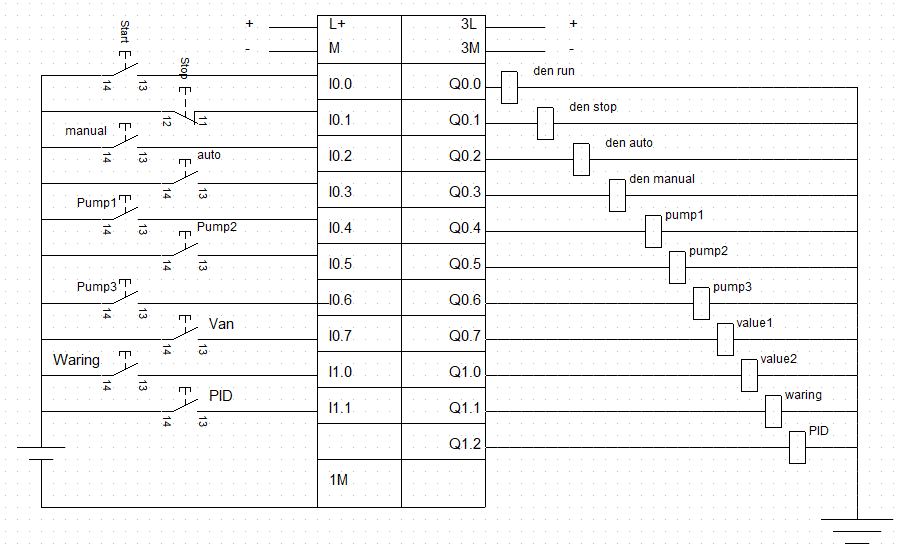 + L+ 3L +
- M 3M -
Start
14 13 I0.0 Q0.0 den run
Stop
12 11 I0.1 Q0.1 den stop
manual
14 13 I0.2 Q0.2 den auto
auto
14 13 I0.3 Q0.3 den manual
Pump1
14 13 I0.4 Q0.4 pump1
Pump2
14 13 I0.5 Q0.5 pump2
Pump3
14 13 I0.6 Q0.6 pump3
Van
14 13 I0.7 Q0.7 value1
Waring
14 13 I1.0 Q1.0 value2
PID
14 13 I1.1 Q1.1 waring
Q1.2 PID
1M